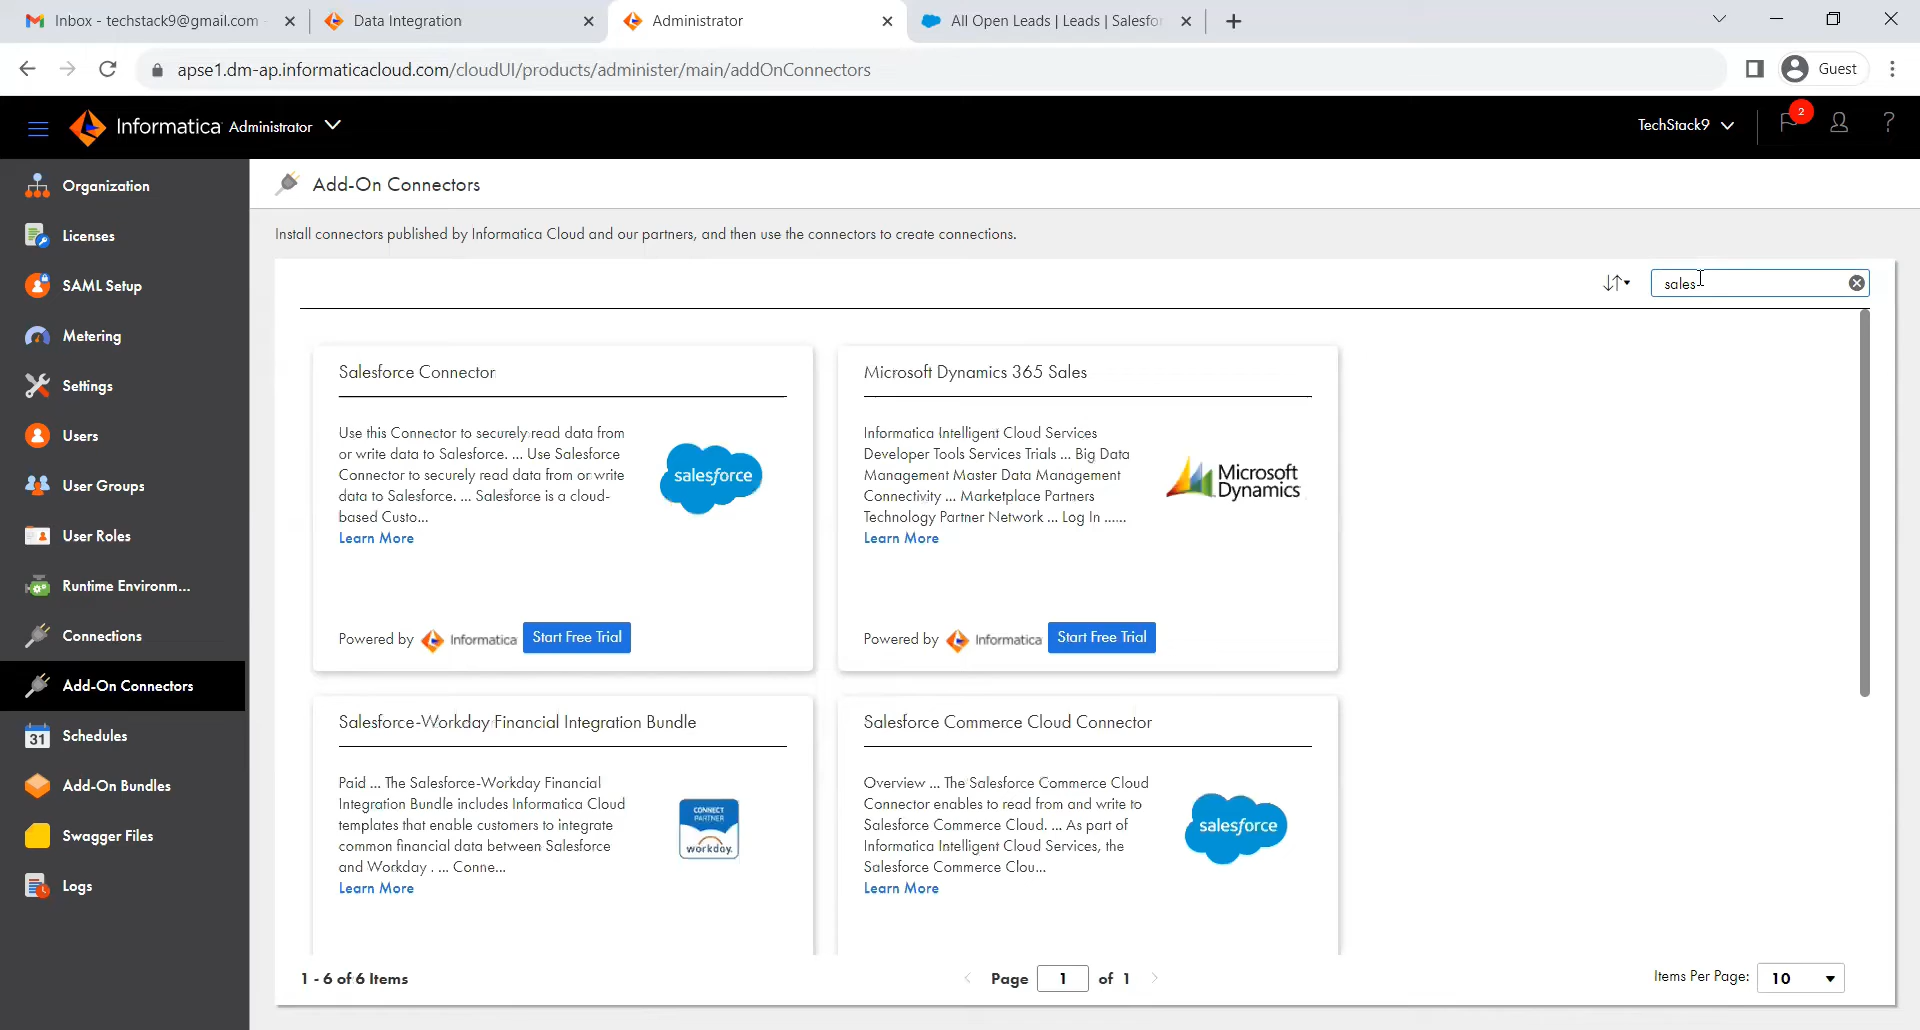 Inbox - techstack9@gmail.com
Data Integration
Administrator
All Open Leads | Leads | Salesfo
apse1.dm-ap.informaticacloud.com/cloudUI/products/administer/main/addOnConnectors
Guest
Informatica Administrator
TechStack9
2
?
Organization
Licenses
SAML Setup
Metering
Settings
Users
User Groups
User Roles
Runtime Environm...
Connections
Add-On Connectors
31
Schedules
Add-On Bundles
Swagger Files
Logs
Add-On Connectors
Install connectors published by Informatica Cloud and our partners, and then use the connectors to create connections.
sales
Salesforce Connector
Use this Connector to securely read data from
or write data to Salesforce. ... Use Salesforce
Connector to securely read data from or write
data to Salesforce. ... Salesforce is a cloud-
based Custo...
Learn More
salesforce
Powered by Informatica Start Free Trial
Microsoft Dynamics 365 Sales
Informatica Intelligent Cloud Services
Developer Tools Services Trials ... Big Data
Management Master Data Management
Connectivity ... Marketplace Partners
Technology Partner Network ... Log In ......
Learn More
Microsoft
Dynamics
Powered by Informatica Start Free Trial
Salesforce-Workday Financial Integration Bundle
Paid ... The Salesforce-Workday Financial
Integration Bundle includes Informatica Cloud
templates that enable customers to integrate
common financial data between Salesforce
and Workday . ... Conne...
Learn More
CONNECT
PARTNER
workday.
Salesforce Commerce Cloud Connector
Overview ... The Salesforce Commerce Cloud
Connector enables to read from and write to
Salesforce Commerce Cloud. ... As part of
Informatica Intelligent Cloud Services, the
Salesforce Commerce Clou...
Learn More
salesforce
1 - 6 of 6 Items
Page 1 of 1
Items Per Page: 10